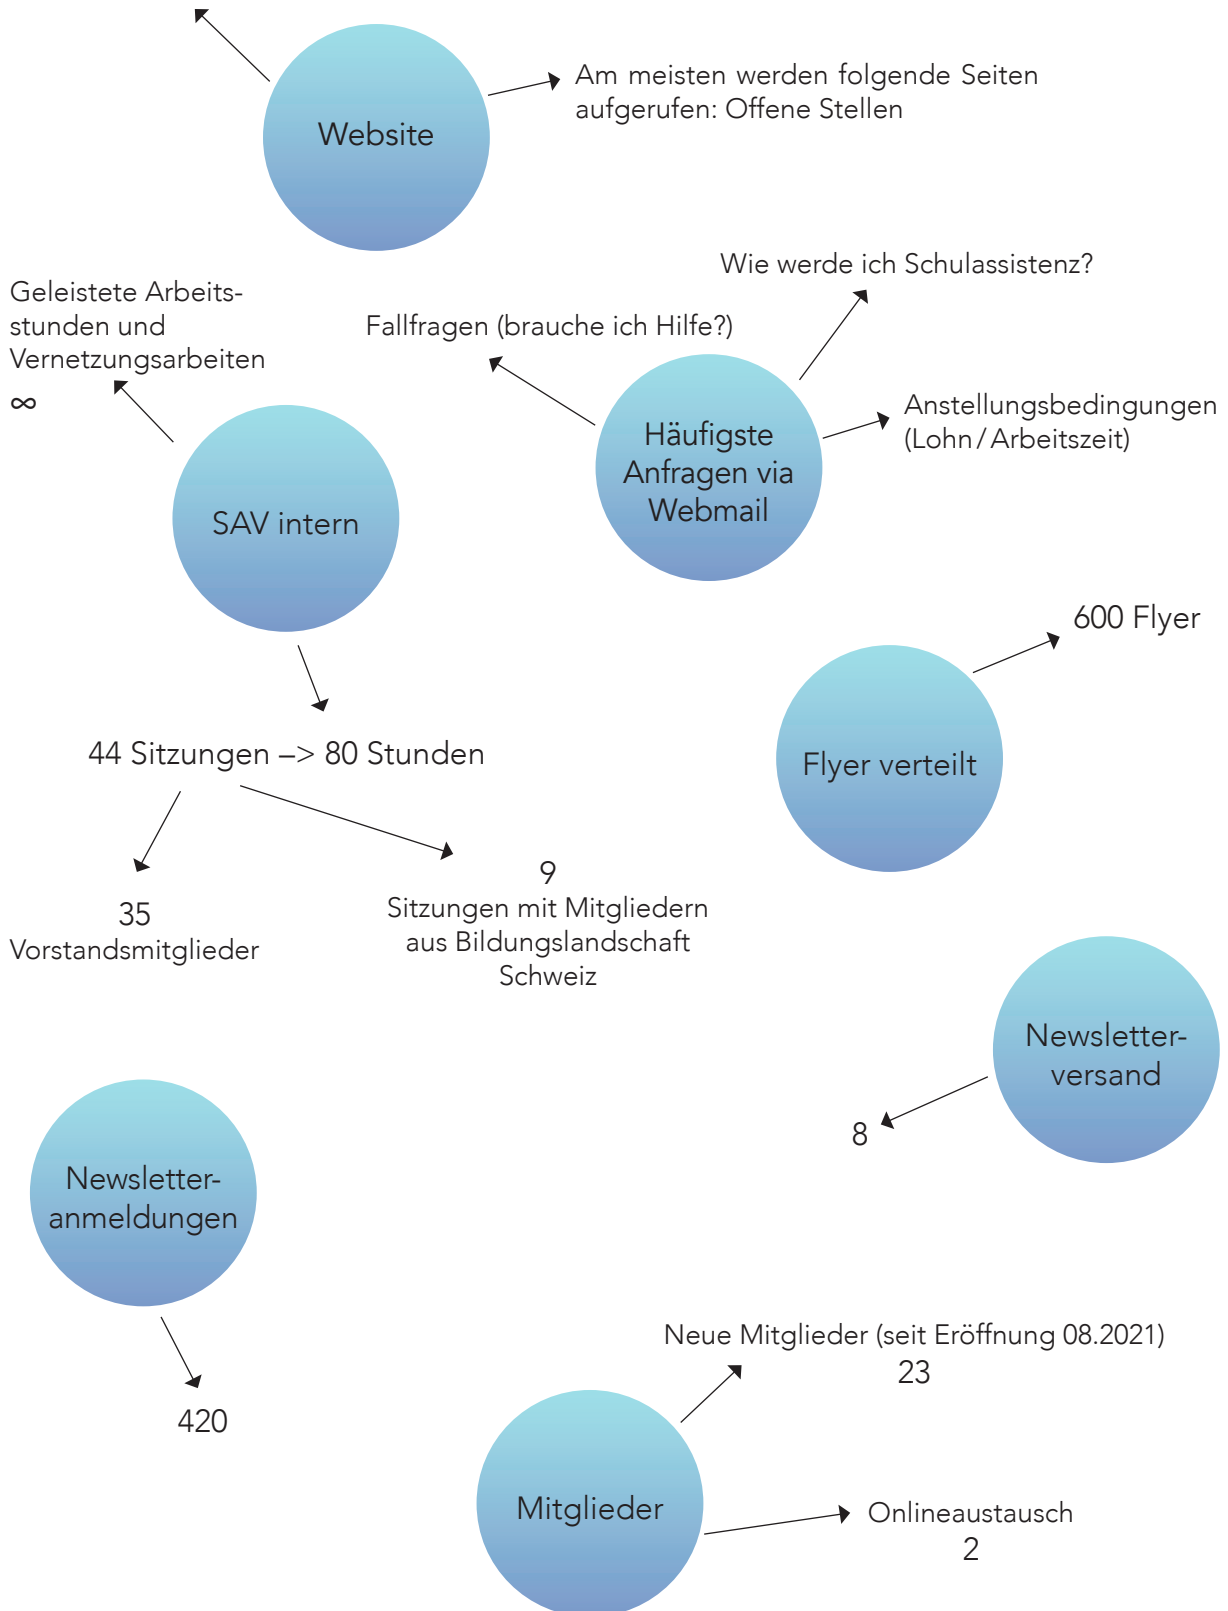 Am meisten werden folgende Seiten
aufgerufen: Offene Stellen
Website
Wie werde ich Schulassistenz?
Geleistete Arbeits-
stunden und
Vernetzungsarbeiten
∞
Fallfragen (brauche ich Hilfe?)
Anstellungsbedingungen
(Lohn / Arbeitszeit)
Häufigste
Anfragen via
Webmail
SAV intern
600 Flyer
Flyer verteilt
44 Sitzungen –> 80 Stunden
35
Vorstandsmitglieder
9
Sitzungen mit Mitgliedern
aus Bildungslandschaft
Schweiz
Newsletter-
versand
8
Newsletter-
anmeldungen
420
Neue Mitglieder (seit Eröffnung 08.2021)
23
Mitglieder
Onlineaustausch
2